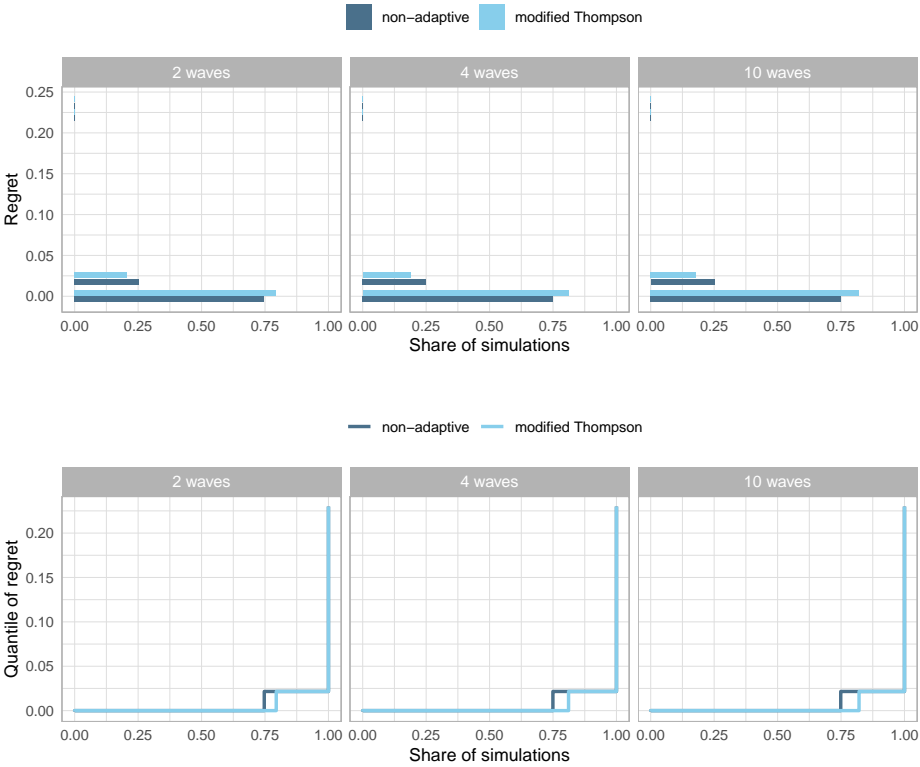 non−adaptive modified Thompson
2 waves 4 waves 10 waves
0.25
0.20
0.15
0.10
0.05
0.00
Regret
0.00 0.25 0.50 0.75 1.00 0.00 0.25 0.50 0.75 1.00 0.00 0.25 0.50 0.75 1.00
Share of simulations
non−adaptive modified Thompson
2 waves 4 waves 10 waves
0.20
0.15
0.10
0.05
0.00
Quantile of regret
0.00 0.25 0.50 0.75 1.00 0.00 0.25 0.50 0.75 1.00 0.00 0.25 0.50 0.75 1.00
Share of simulations